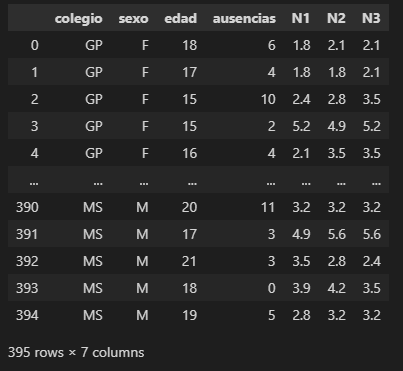 colegio sexo edad ausencias N1 N2 N3
0 GP F 18 6 1.8 2.1 2.1
1 GP F 17 4 1.8 1.8 2.1
2 GP F 15 10 2.4 2.8 3.5
3 GP F 15 2 5.2 4.9 5.2
4 GP F 16 4 2.1 3.5 3.5
... ... ... ... ... ... ... ...
390 MS M 20 11 3.2 3.2 3.2
391 MS M 17 3 4.9 5.6 5.6
392 MS M 21 3 3.5 2.8 2.4
393 MS M 18 0 3.9 4.2 3.5
394 MS M 19 5 2.8 3.2 3.2
395 rows × 7 columns